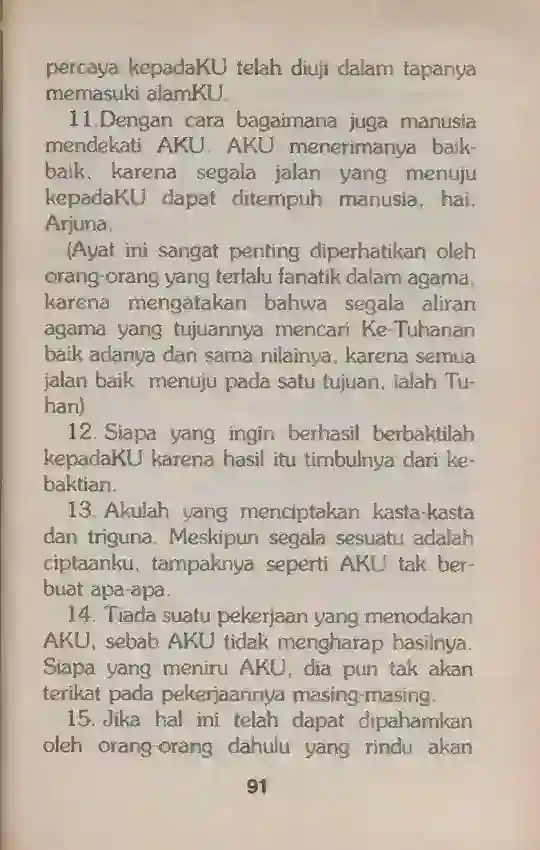 percaya kepadaKU telah diuji dalam tapanya
memasuki alamKU.
11.Dengan cara bagaimana juga manusia
mendekati AKU. AKU menerimanya baik-
baik, karena segala jalan yang menuju
kepadaKU dapat ditempuh manusia, hai,
Arjuna.
(Ayat ini sangat penting diperhatikan oleh
orang-orang yang terlalu fanatik dalam agama,
karena mengatakan bahwa segala aliran
agama yang tujuannya mencari Ke-Tuhanan
baik adanya dan sama nilainya, karena semua
jalan baik menuju pada satu tujuan, ialah Tu-
han)
12. Siapa yang ingin berhasil berbaktilah
kepadaKU karena hasil itu timbulnya dari ke-
baktian.
13. Akulah yang menciptakan kasta-kasta
dan triguna. Meskipun segala sesuatu adalah
ciptaanku, tampaknya seperti AKU tak ber-
buat apa-apa.
14. Tiada suatu pekerjaan yang menodakan
AKU, sebab AKU tidak mengharap hasilnya.
Siapa yang meniru AKU, dia pun tak akan
terikat pada pekerjaannya masing-masing.
15. Jika hal ini telah dapat dipahamkan
oleh orang-orang dahulu yang rindu akan
91